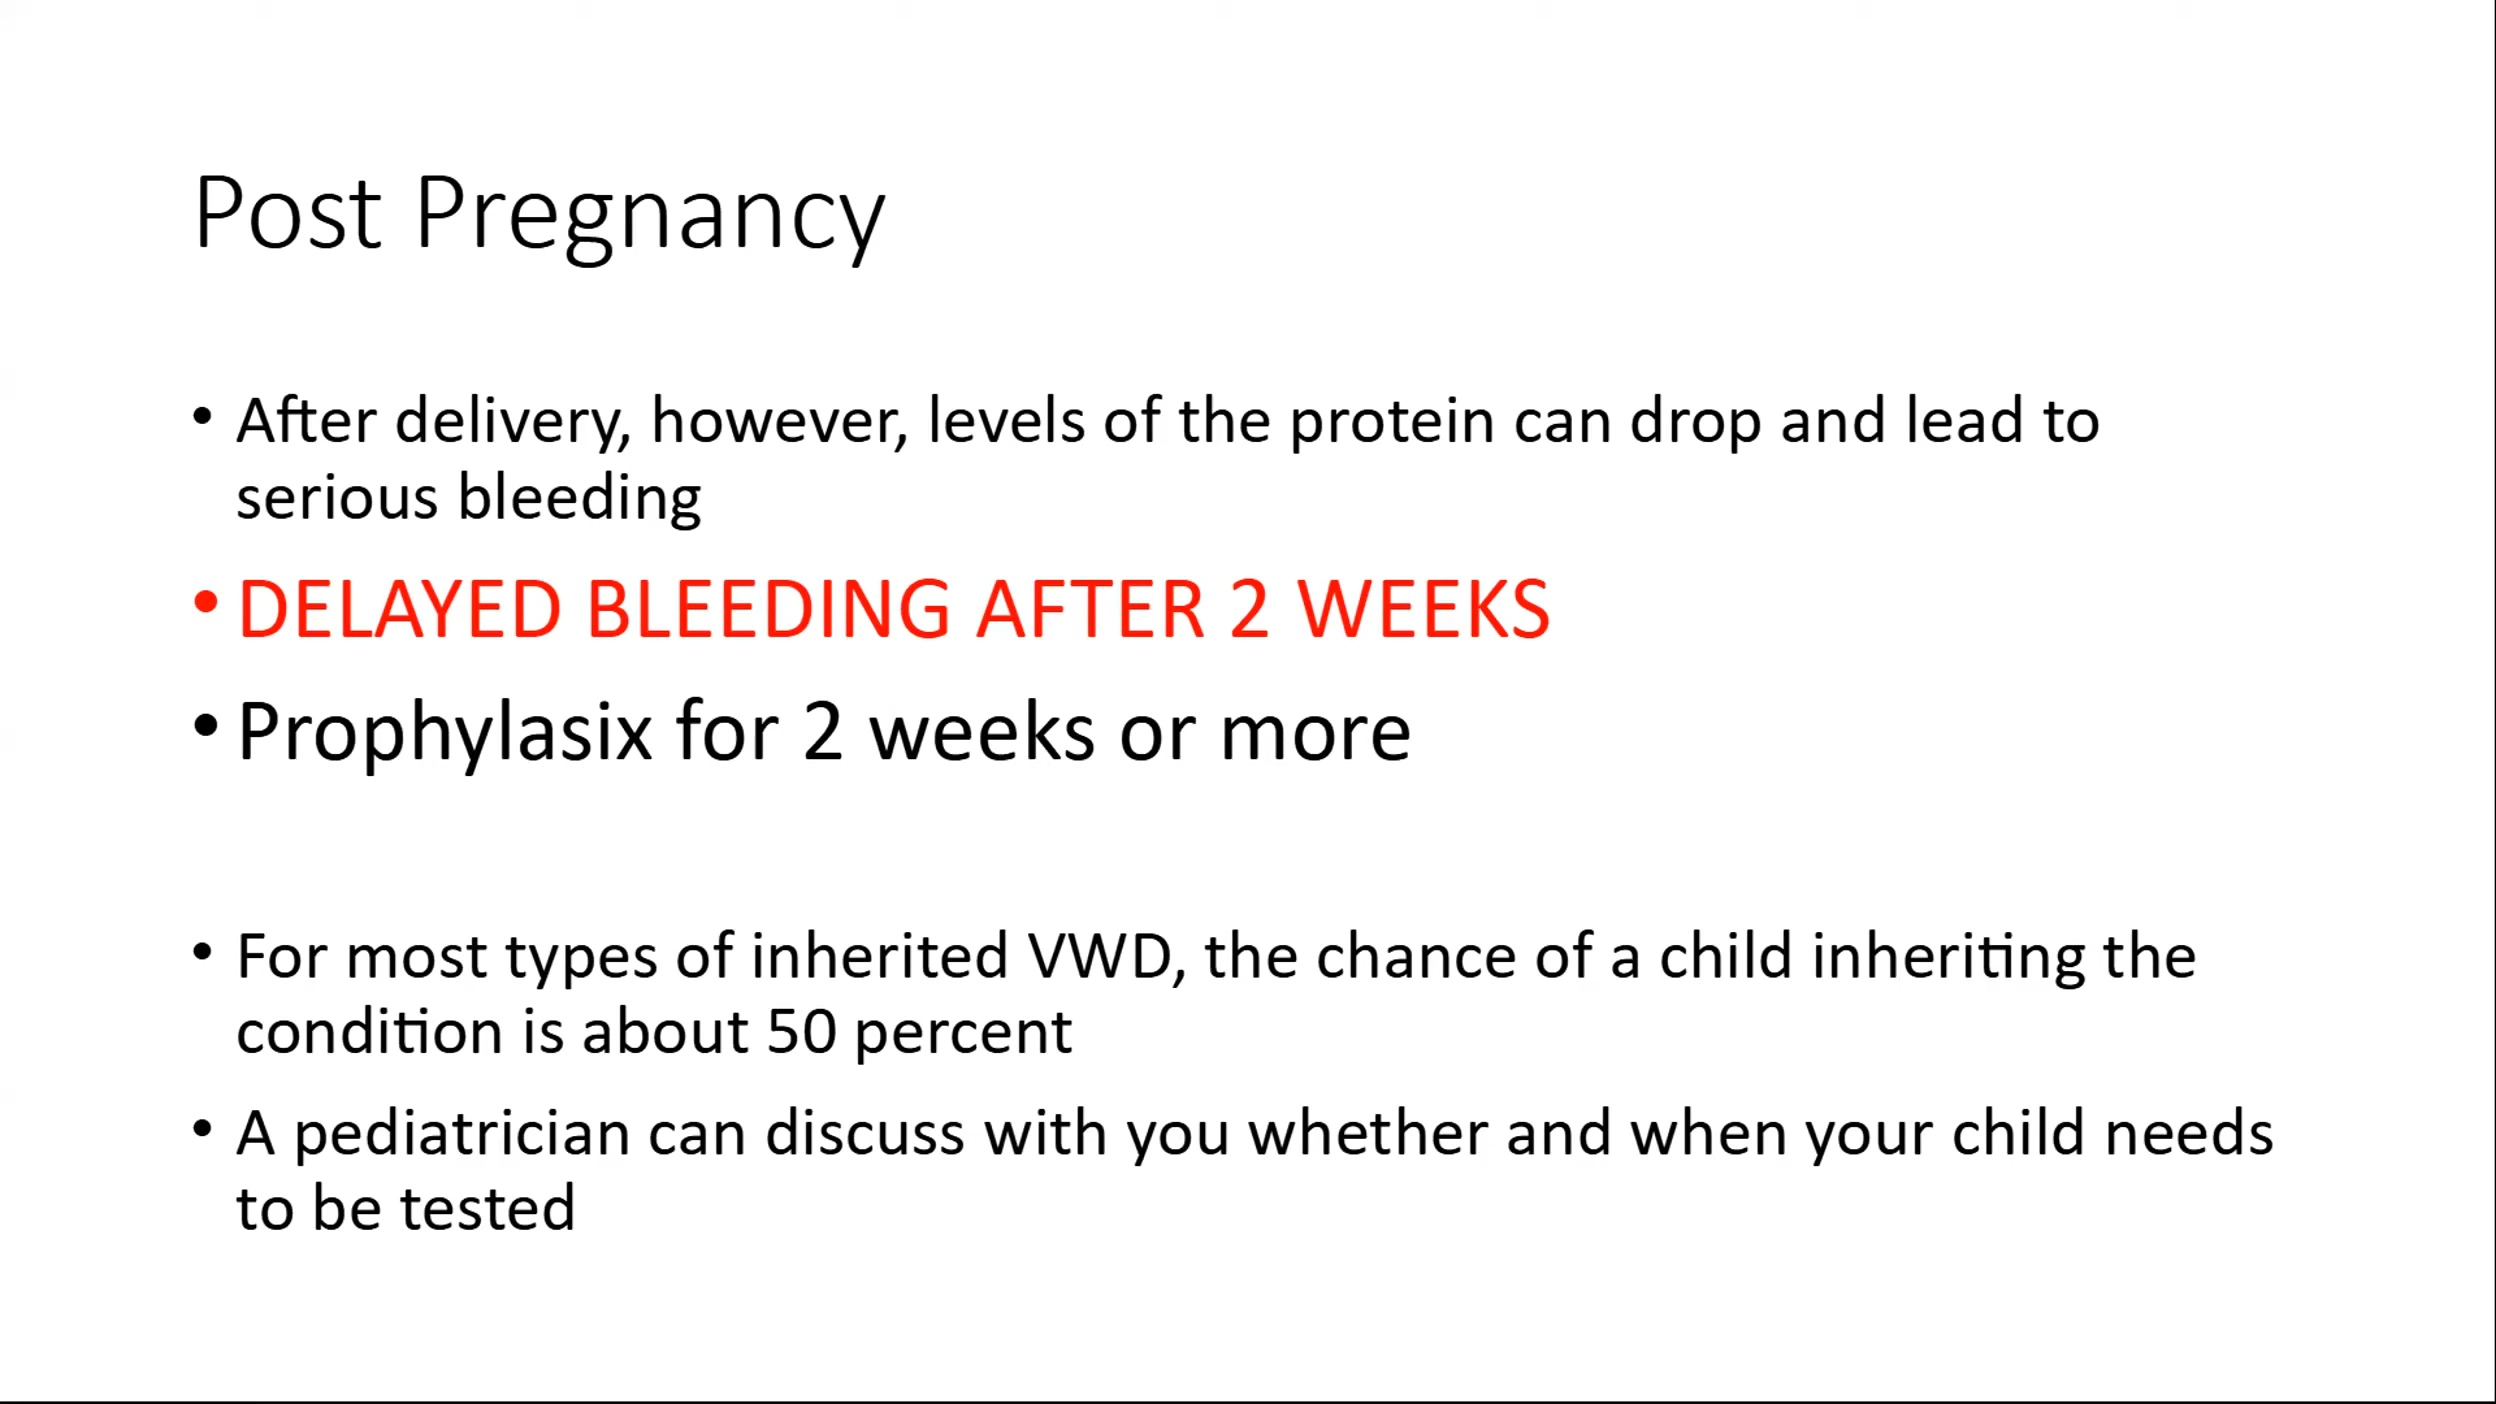 Post Pregnancy
• After delivery, however, levels of the protein can drop and lead to
serious bleeding
• DELAYED BLEEDING AFTER 2 WEEKS
• Prophylasix for 2 weeks or more
• For most types of inherited VWD, the chance of a child inheriting the
condition is about 50 percent
• A pediatrician can discuss with you whether and when your child needs
to be tested